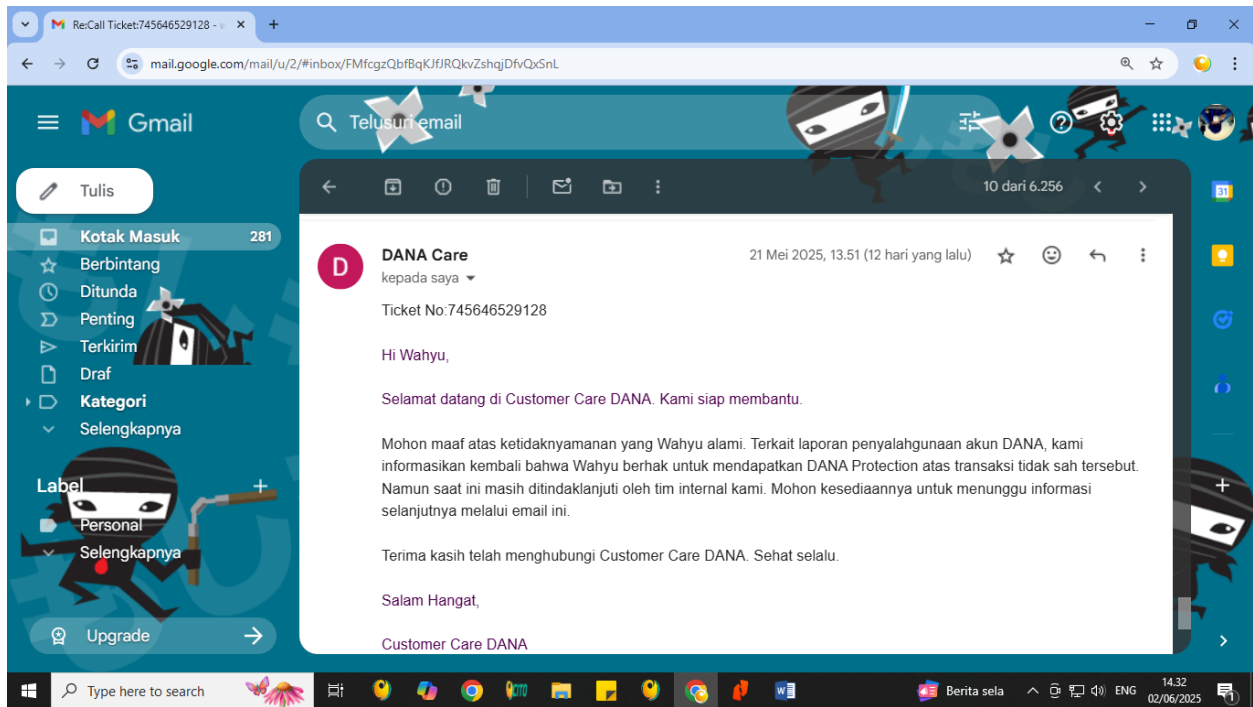 Re:Call Ticket:745646529128 -
mail.google.com/mail/u/2/#inbox/FMfcgzQbfBqKJfJRQkvZshqjDfvQxSnL
Gmail
Telusuri email
Tulis
10 dari 6.256
31
Kotak Masuk 281
Berbintang
Ditunda
Penting
Terkirim
Draf
Kategori
Selengkapnya
Label
Personal
Selengkapnya
Upgrade
D
DANA Care
21 Mei 2025, 13.51 (12 hari yang lalu)
kepada saya
Ticket No:745646529128
Hi Wahyu,
Selamat datang di Customer Care DANA. Kami siap membantu.
Mohon maaf atas ketidaknyamanan yang Wahyu alami. Terkait laporan penyalahgunaan akun DANA, kami
informasikan kembali bahwa Wahyu berhak untuk mendapatkan DANA Protection atas transaksi tidak sah tersebut.
Namun saat ini masih ditindaklanjuti oleh tim internal kami. Mohon kesediaannya untuk menunggu informasi
selanjutnya melalui email ini.
Terima kasih telah menghubungi Customer Care DANA. Sehat selalu.
Salam Hangat,
Customer Care DANA
Type here to search
Berita sela
ENG
14.32
02/06/2025